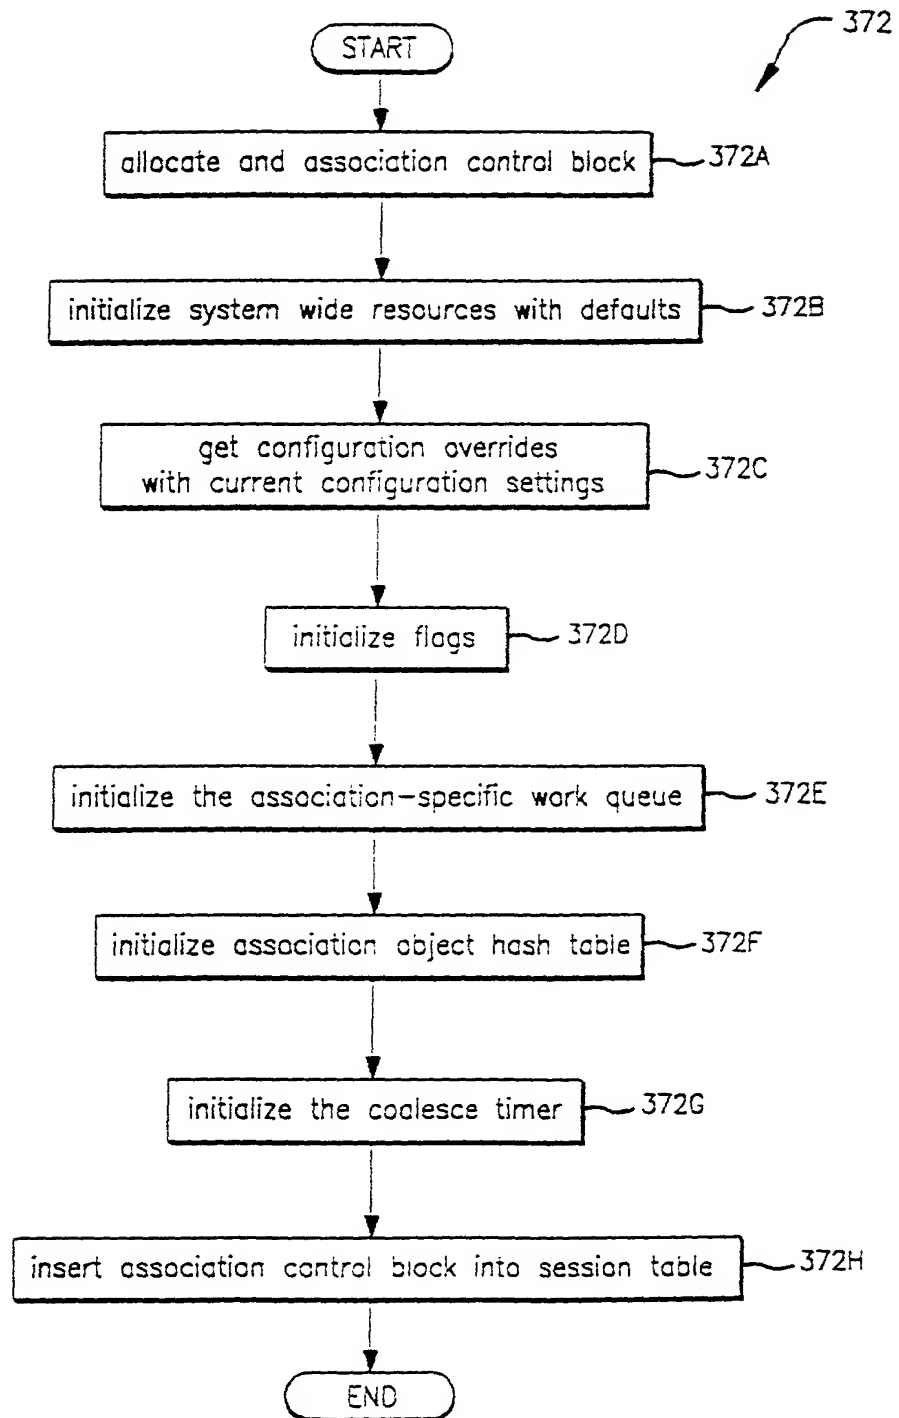 372
START
allocate and association control block
372A
initialize system wide resources with defaults
372B
get configuration overrides
with current configuration settings
372C
initialize flags
372D
initialize the association-specific work queue
372E
initialize association object hash table
372F
initialize the coalesce timer
372G
insert association control block into session table
372H
END